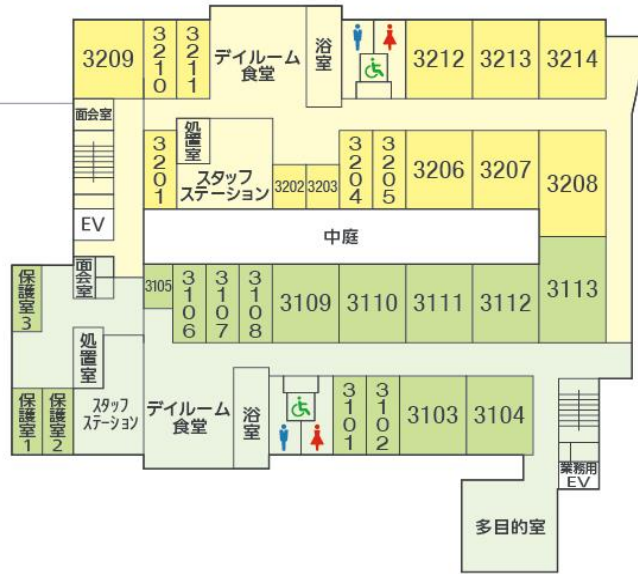 3209
3210
3211
デイルーム
食堂
浴室
3212
3213
3214
面会室
3201
処置室
スタッフ
ステーション
3202
3203
3204
3205
3206
3207
3208
EV
中庭
保護室3
面会室
3105
3106
3107
3108
3109
3110
3111
3112
3113
処置室
保護室1
保護室2
スタッフ
ステーション
デイルーム
食堂
浴室
3101
3102
3103
3104
業務用
EV
多目的室